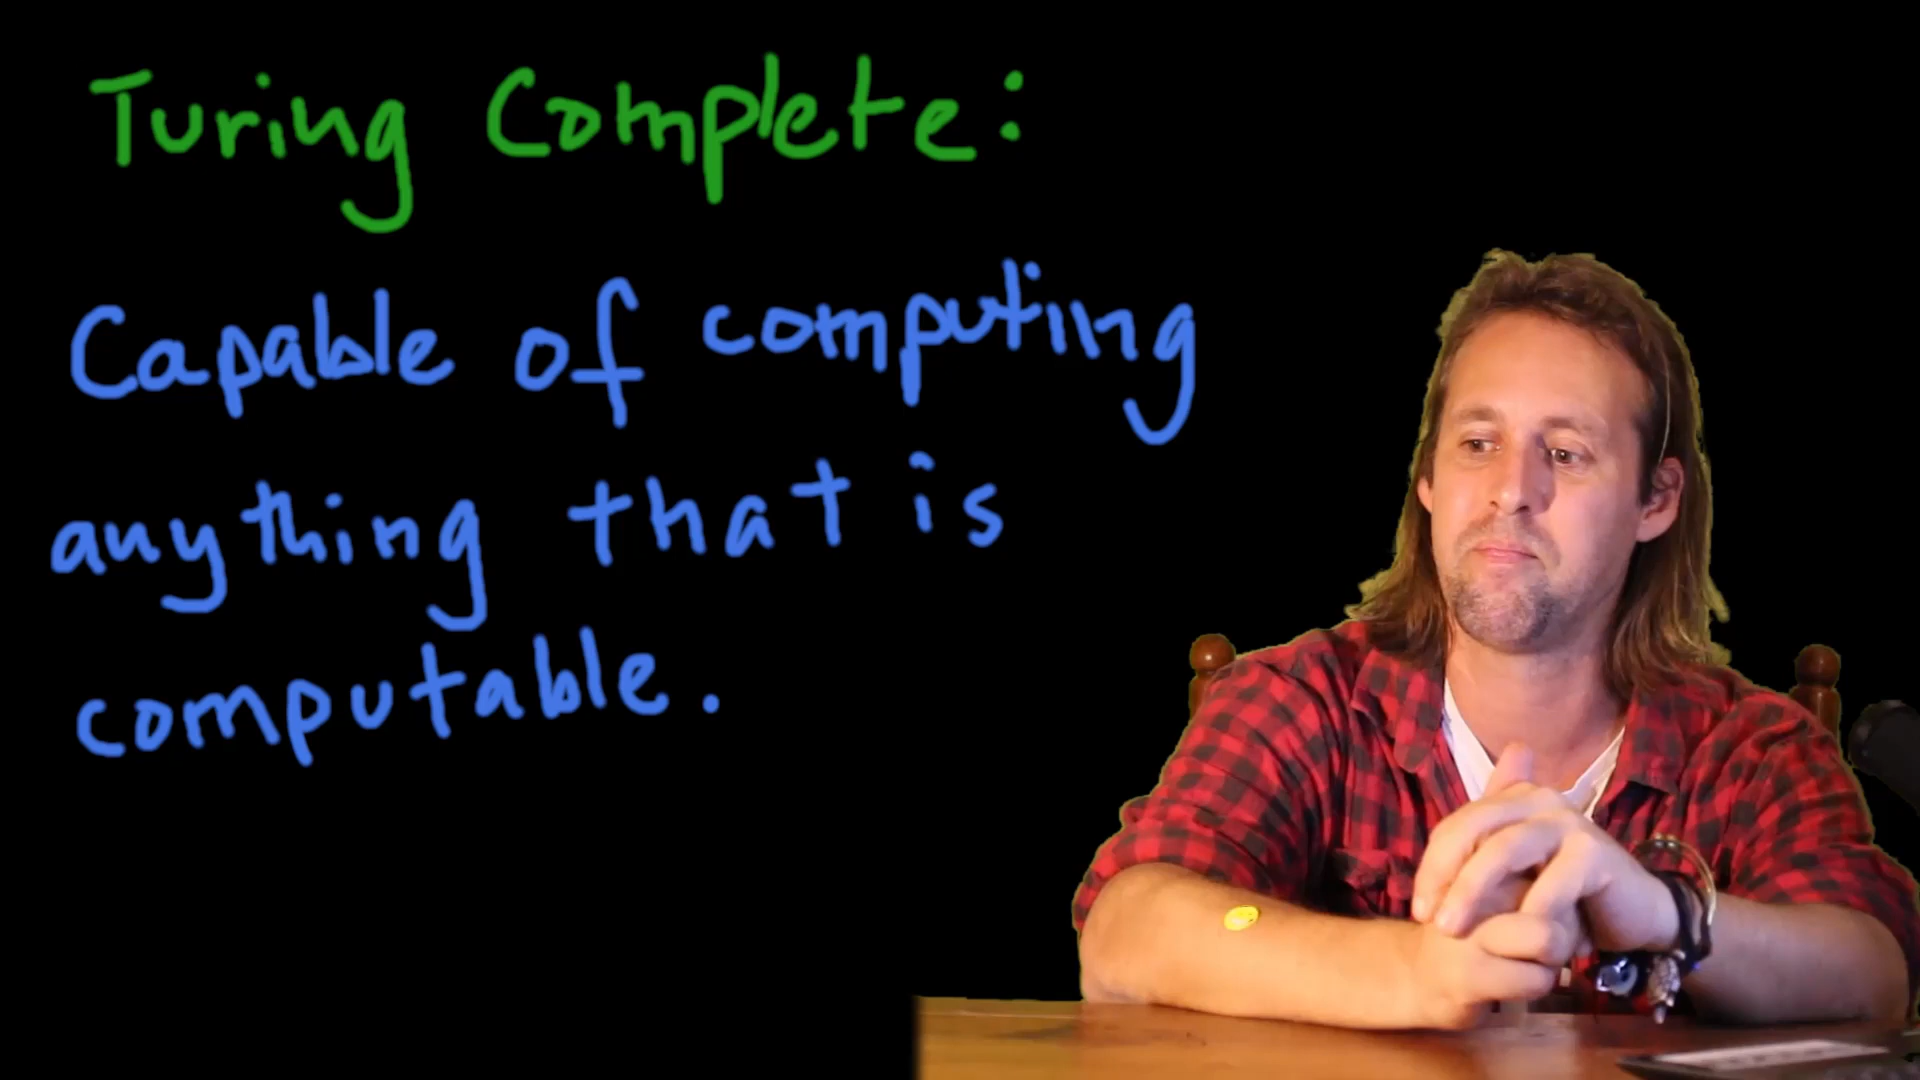 Turing Complete:
Capable of computing
anything that is
computable.